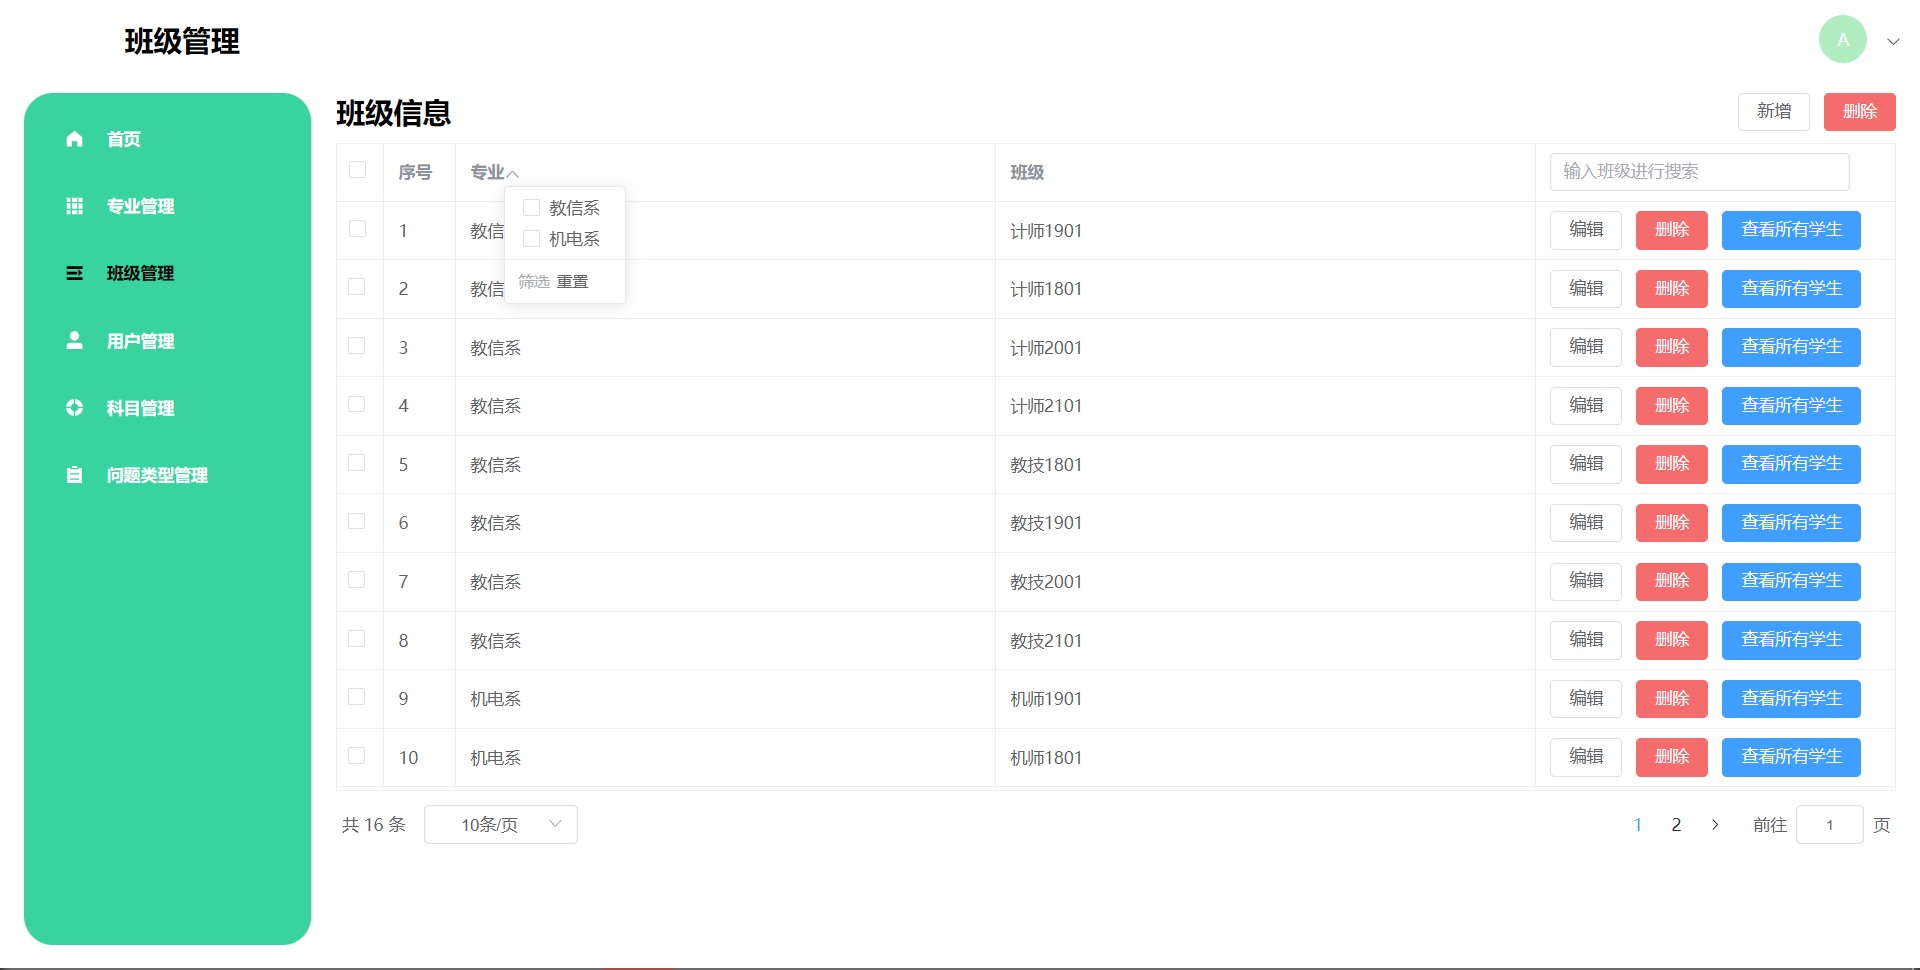 班级管理
A
首页
专业管理
班级管理
用户管理
科目管理
问题类型管理
班级信息
新增 删除
序号 专业 班级 输入班级进行搜索
教信系
机电系
筛选 重置
1 教信 计师1901 编辑 删除 查看所有学生
2 教信 计师1801 编辑 删除 查看所有学生
3 教信系 计师2001 编辑 删除 查看所有学生
4 教信系 计师2101 编辑 删除 查看所有学生
5 教信系 教技1801 编辑 删除 查看所有学生
6 教信系 教技1901 编辑 删除 查看所有学生
7 教信系 教技2001 编辑 删除 查看所有学生
8 教信系 教技2101 编辑 删除 查看所有学生
9 机电系 机师1901 编辑 删除 查看所有学生
10 机电系 机师1801 编辑 删除 查看所有学生
共 16 条 10条/页 1 2 前往 1 页